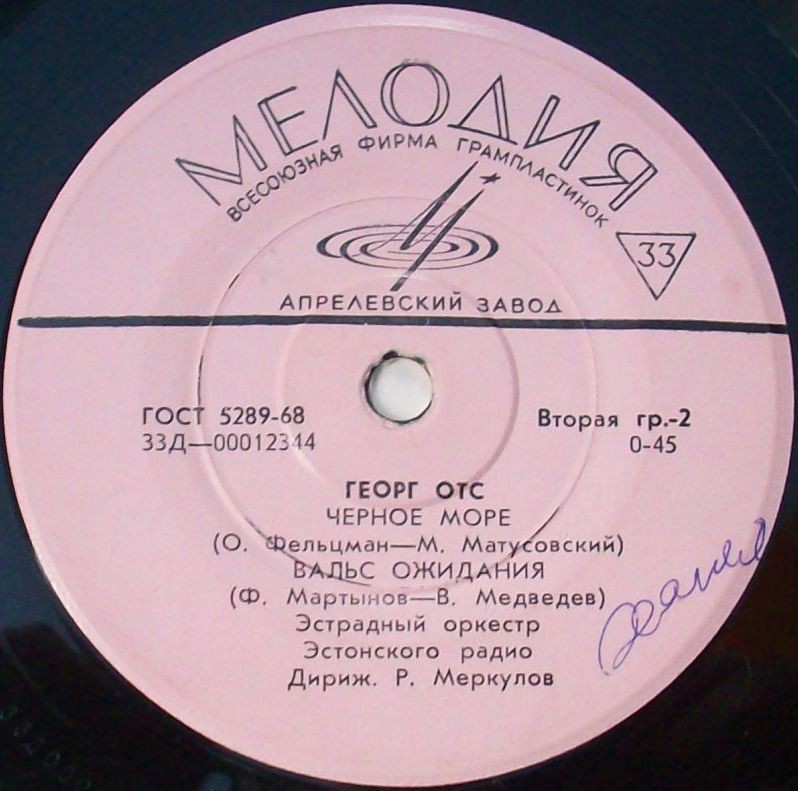 МЕЛОДИЯ
ВСЕСОЮЗНАЯ ФИРМА ГРАМПЛАСТИНОК
33
АПРЕЛЕВСКИЙ ЗАВОД
ГОСТ 5289-68
Вторая гр.-2
33Д—00012344
0-45
ГЕОРГ ОТС
ЧЕРНОЕ МОРЕ
(О. Фельцман—М. Матусовский)
ВАЛЬС ОЖИДАНИЯ
(Ф. Мартынов—В. Медведев)
Эстрадный оркестр
Эстонского радио
Дириж. Р. Меркулов